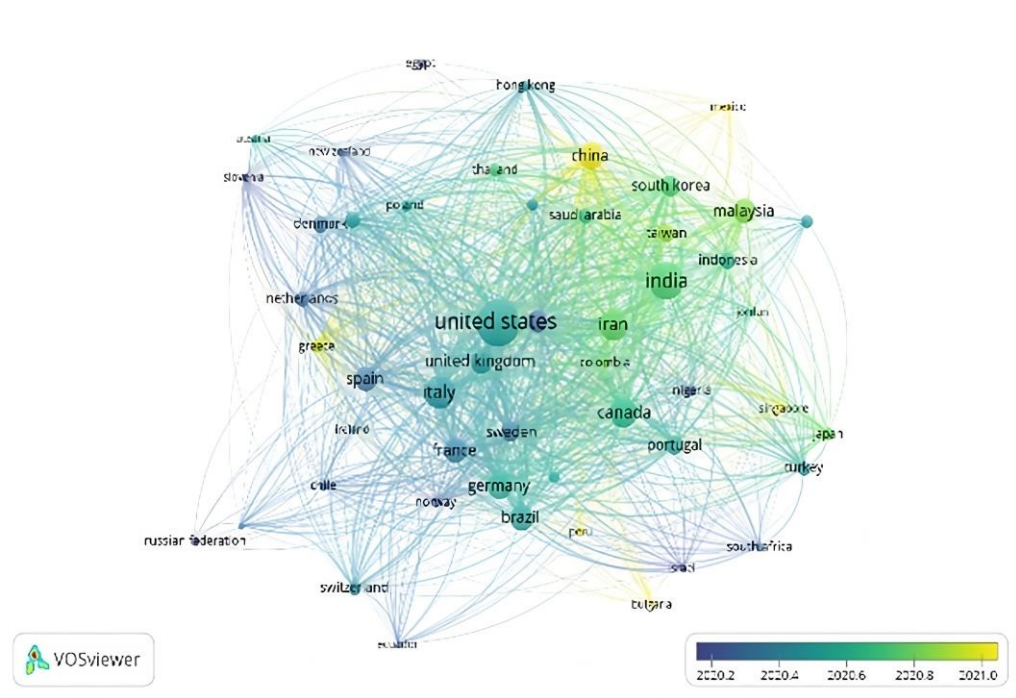 egypt
hong kong
mexico
austria
new zealand
china
slovenia
thailand
south korea
poland
saudi arabia
malaysia
denmark
taiwan
indonesia
india
netherlands
jordan
united states
iran
greece
united kingdom
colombia
spain
italy
nigeria
canada
singapore
ireland
sweden
japan
france
portugal
turkey
chile
germany
norway
brazil
peru
russian federation
south africa
israel
switzerland
bulgaria
ecuador
VOSviewer
2020.2 2020.4 2020.6 2020.8 2021.0